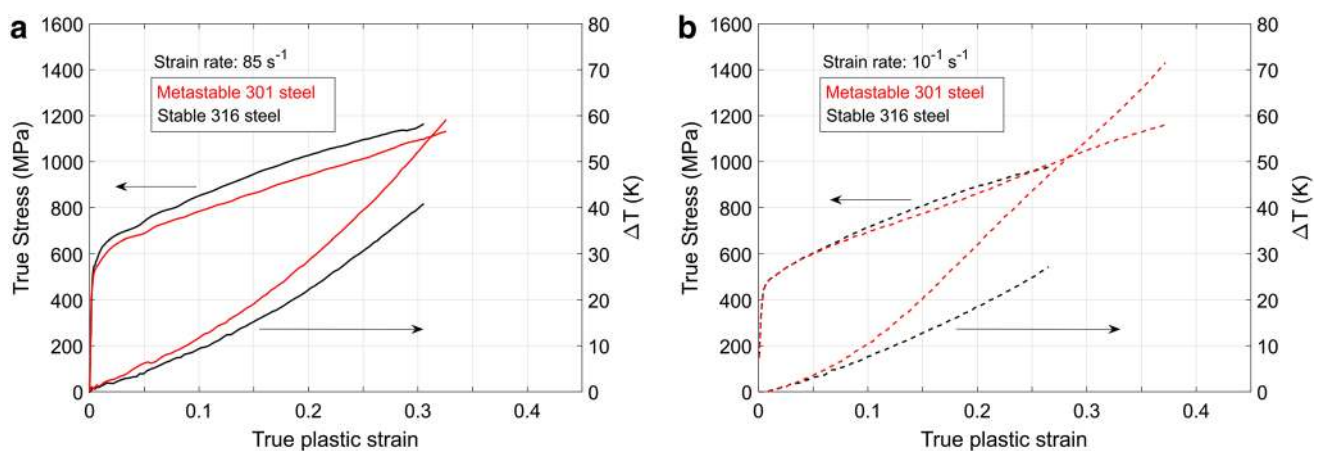 a
1600
1400
1200
1000
800
600
400
200
0
True Stress (MPa)
Strain rate: 85 s⁻¹
Metastable 301 steel
Stable 316 steel
80
70
60
50
40
30
20
10
0
ΔT (K)
0 0.1 0.2 0.3 0.4
True plastic strain
b
1600
1400
1200
1000
800
600
400
200
0
True Stress (MPa)
Strain rate: 10⁻¹ s⁻¹
Metastable 301 steel
Stable 316 steel
80
70
60
50
40
30
20
10
0
ΔT (K)
0 0.1 0.2 0.3 0.4
True plastic strain